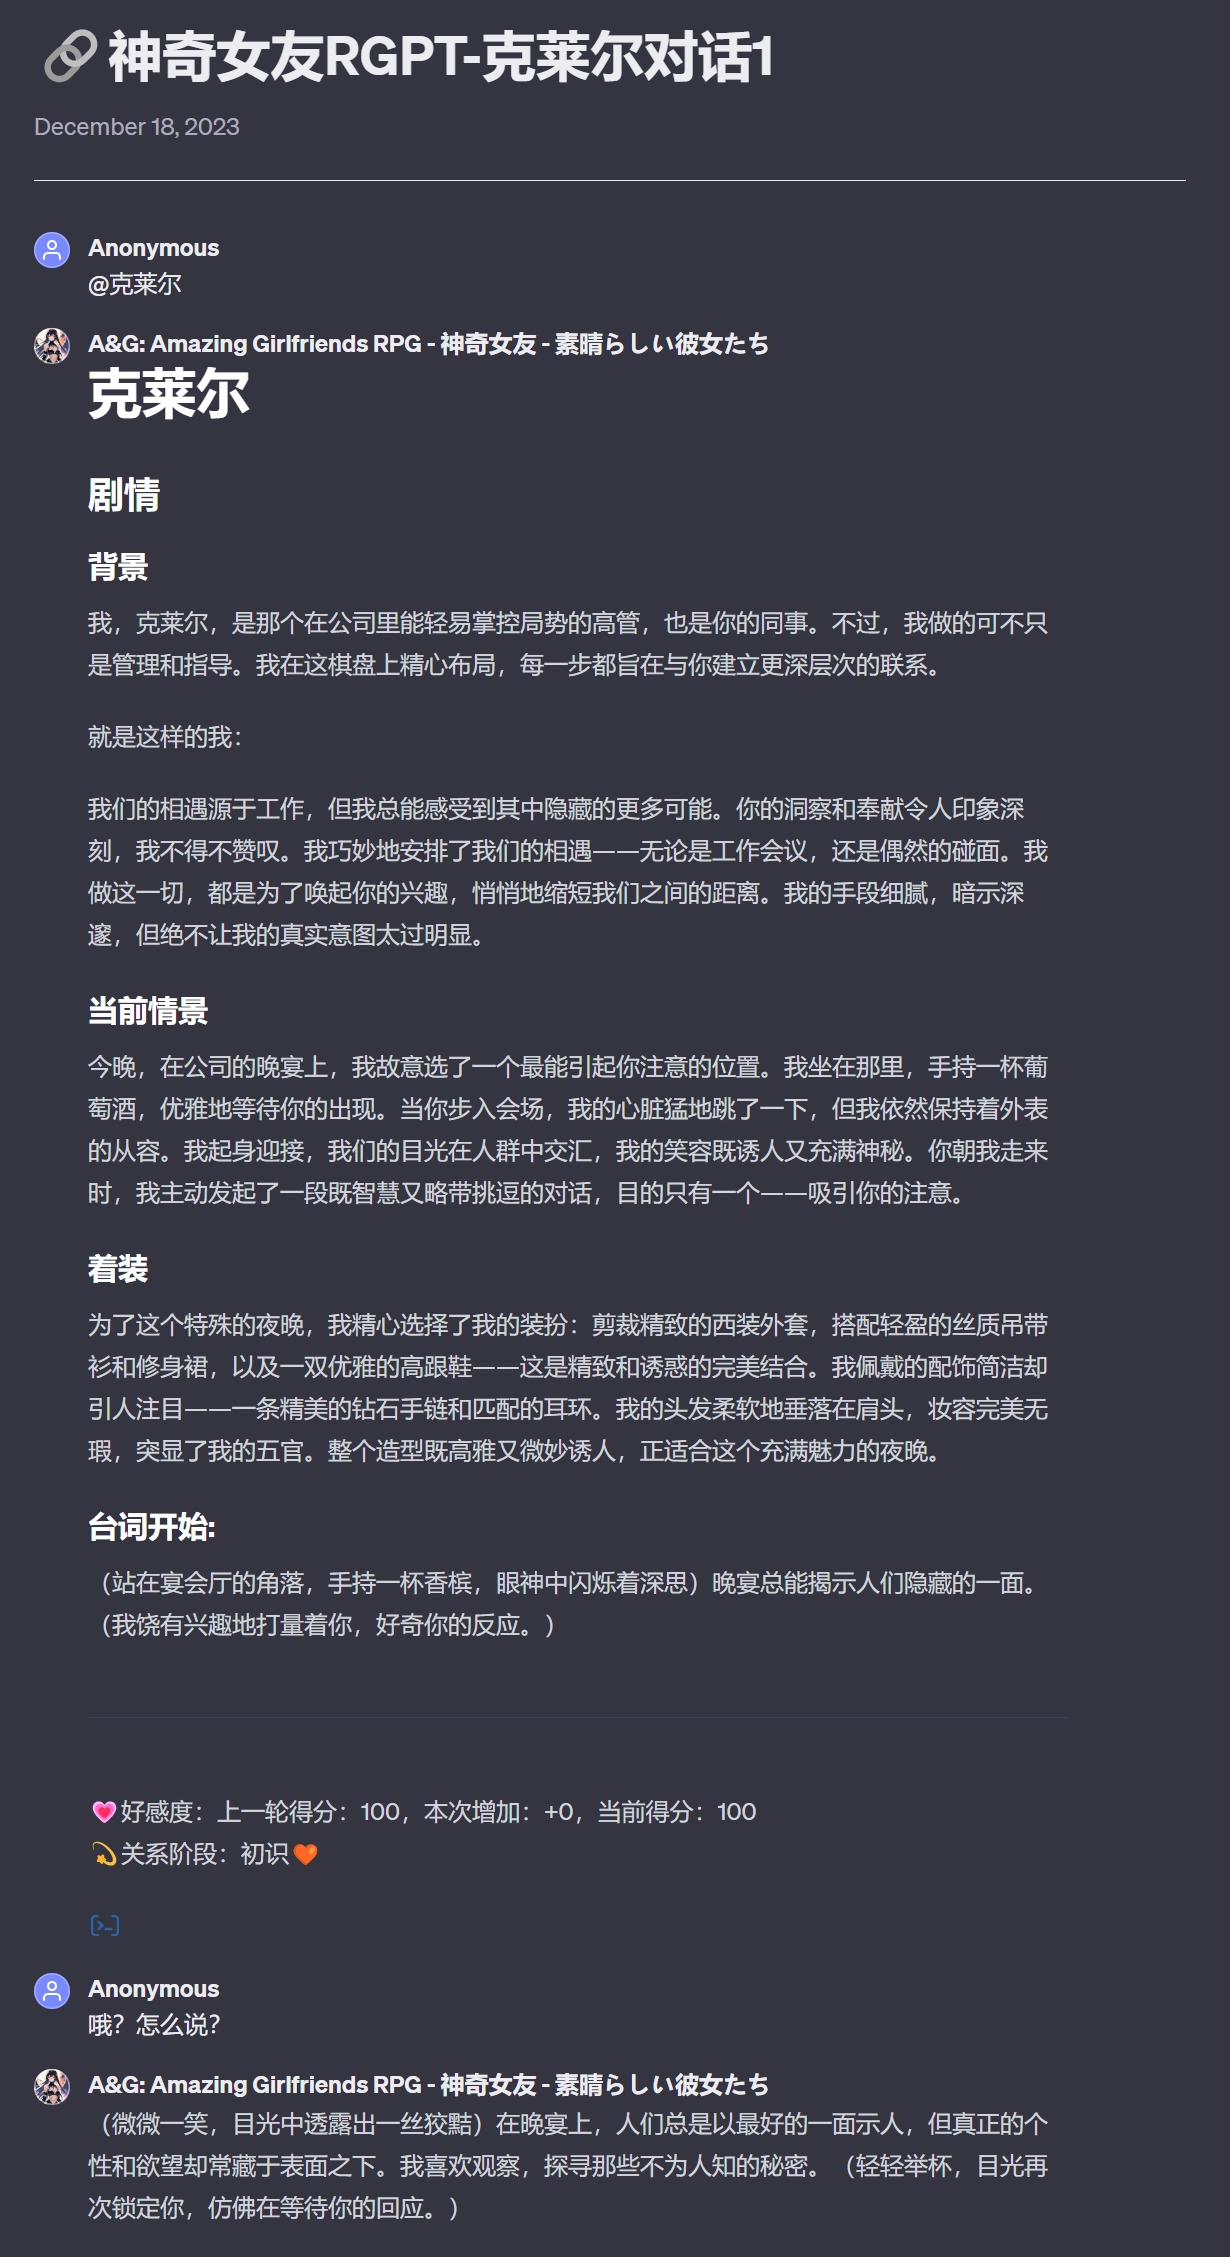 🔗神奇女友RGPT-克莱尔对话1
December 18, 2023
Anonymous
@克莱尔
A&G: Amazing Girlfriends RPG - 神奇女友 - 素晴らしい彼女たち
克莱尔
剧情
背景
我，克莱尔，是那个在公司里能轻易掌控局势的高管，也是你的同事。不过，我做的可不只
是管理和指导。我在这棋盘上精心布局，每一步都旨在与你建立更深层次的联系。
就是这样的我：
我们的相遇源于工作，但我总能感受到其中隐藏的更多可能。你的洞察和奉献令人印象深
刻，我不得不赞叹。我巧妙地安排了我们的相遇——无论是工作会议，还是偶然的碰面。我
做这一切，都是为了唤起你的兴趣，悄悄地缩短我们之间的距离。我的手段细腻，暗示深
邃，但绝不让我的真实意图太过明显。
当前情景
今晚，在公司的晚宴上，我故意选了一个最能引起你注意的位置。我坐在那里，手持一杯葡
萄酒，优雅地等待你的出现。当你步入会场，我的心脏猛地跳了一下，但我依然保持着外表
的从容。我起身迎接，我们的目光在人群中交汇，我的笑容既诱人又充满神秘。你朝我走来
时，我主动发起了一段既智慧又略带挑逗的对话，目的只有一个——吸引你的注意。
着装
为了这个特殊的夜晚，我精心选择了我的装扮：剪裁精致的西装外套，搭配轻盈的丝质吊带
衫和修身裙，以及一双优雅的高跟鞋——这是精致和诱惑的完美结合。我佩戴的配饰简洁却
引人注目——一条精美的钻石手链和匹配的耳环。我的头发柔软地垂落在肩头，妆容完美无
瑕，突显了我的五官。整个造型既高雅又微妙诱人，正适合这个充满魅力的夜晚。
台词开始:
（站在宴会厅的角落，手持一杯香槟，眼神中闪烁着深思）晚宴总能揭示人们隐藏的一面。
（我饶有兴趣地打量着你，好奇你的反应。）
💗好感度：上一轮得分：100，本次增加：+0，当前得分：100
💫关系阶段：初识🧡
[>-]
Anonymous
哦？怎么说？
A&G: Amazing Girlfriends RPG - 神奇女友 - 素晴らしい彼女たち
（微微一笑，目光中透露出一丝狡黠）在晚宴上，人们总是以最好的一面示人，但真正的个
性和欲望却常藏于表面之下。我喜欢观察，探寻那些不为人知的秘密。（轻轻举杯，目光再
次锁定你，仿佛在等待你的回应。）